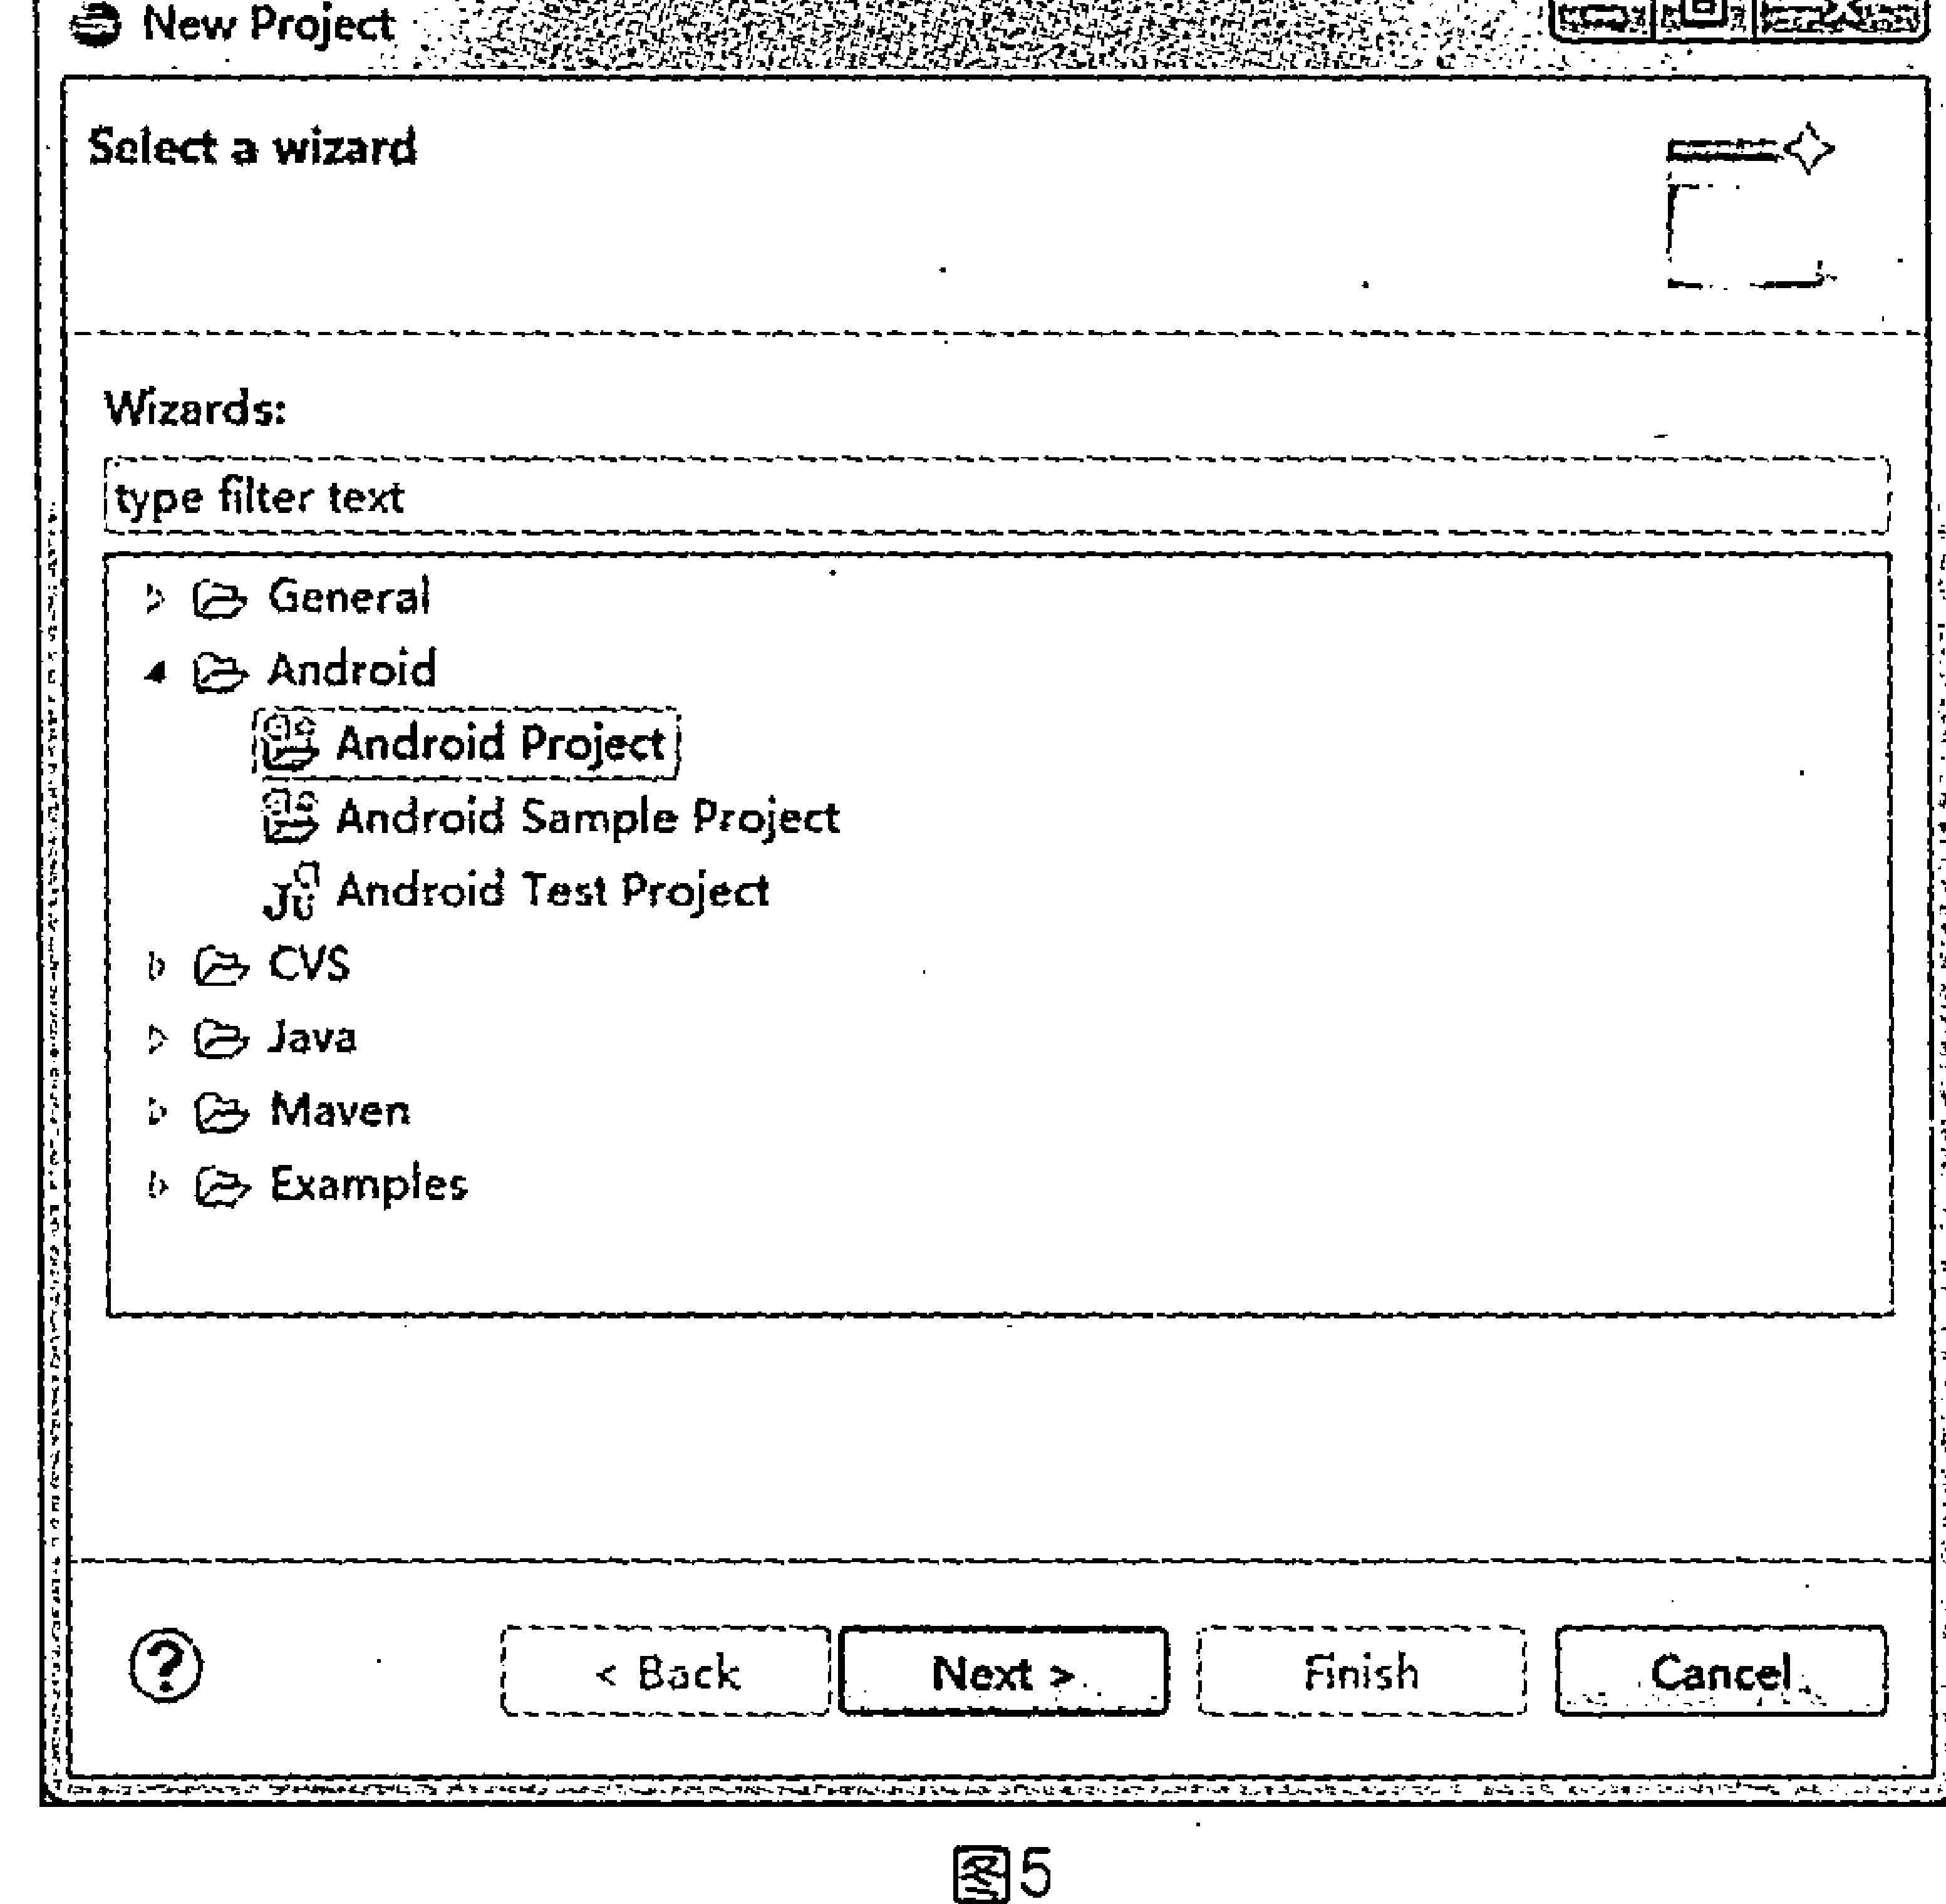 New Project
Select a wizard
Wizards:
type filter text
General
Android
Android Project
Android Sample Project
Android Test Project
CVS
Java
Maven
Examples
? < Back Next > Finish Cancel
图5